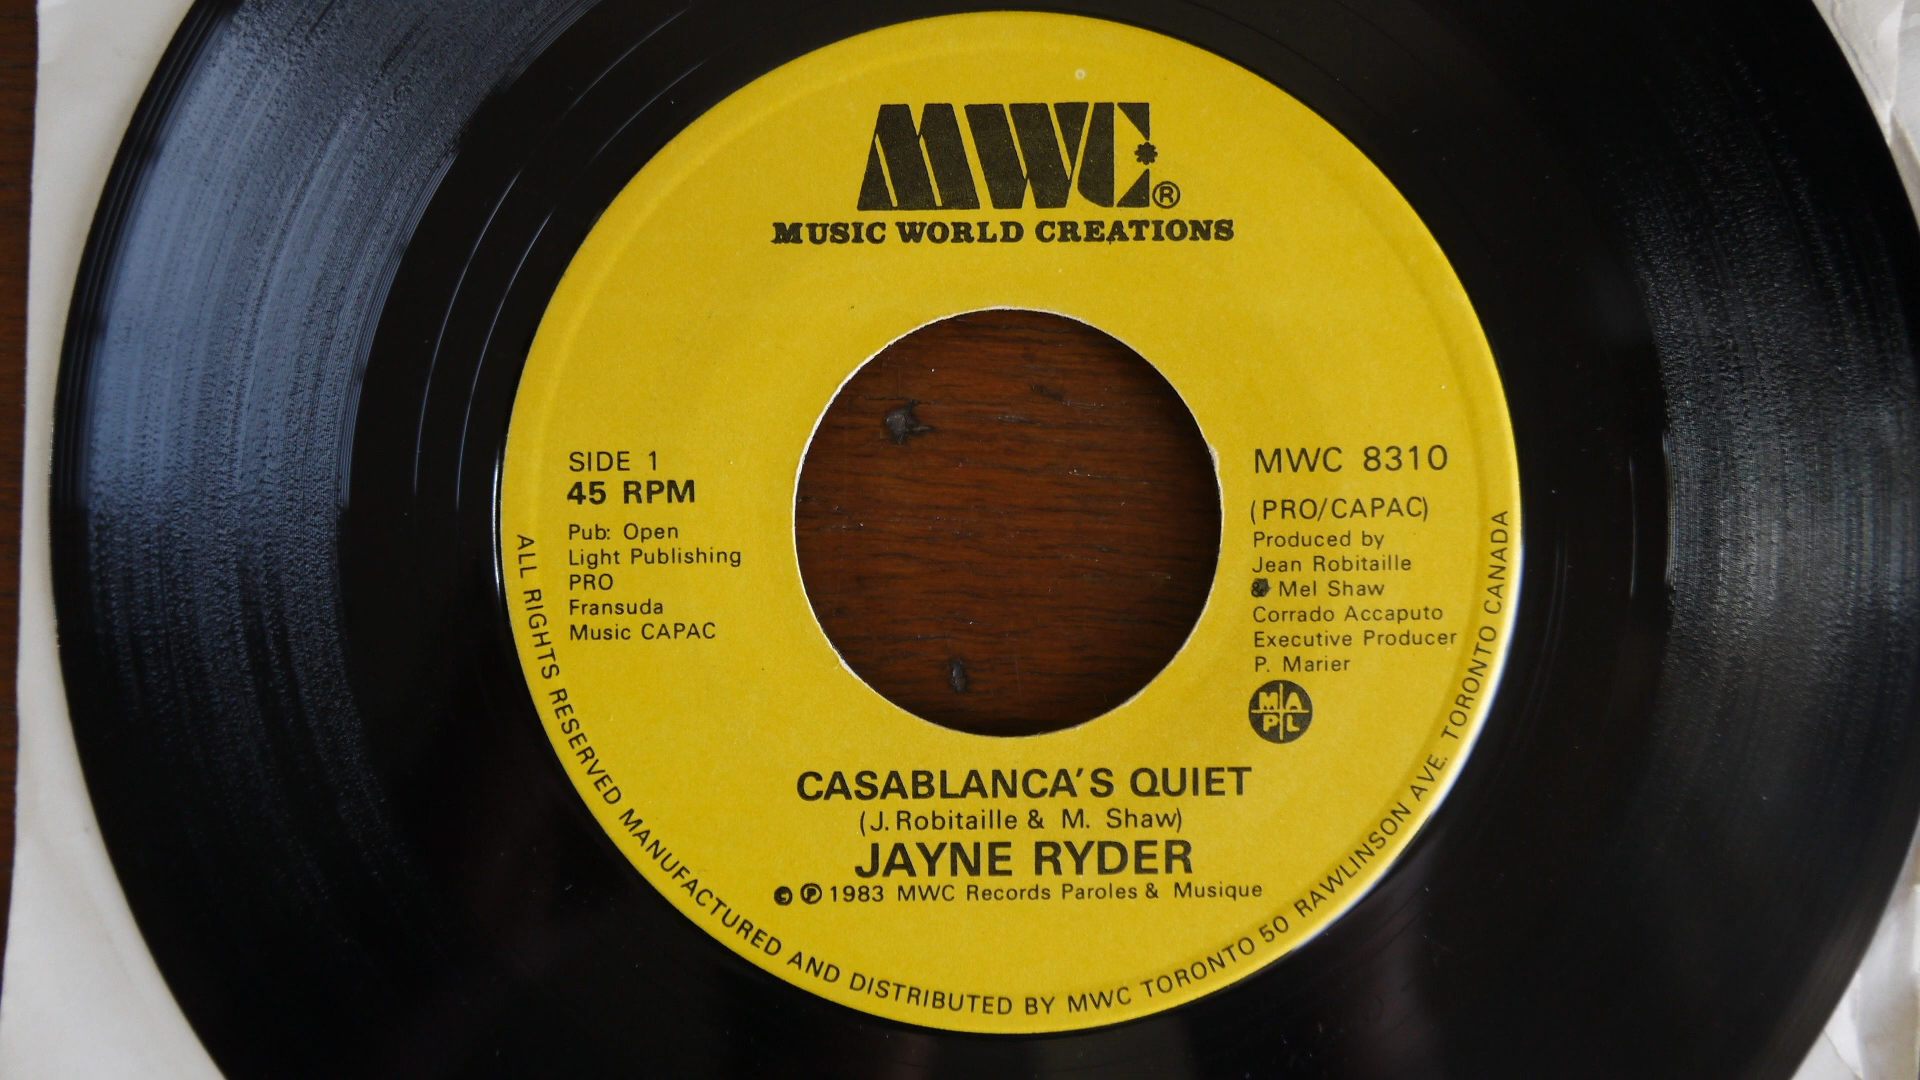 MWC ®
MUSIC WORLD CREATIONS
SIDE 1
45 RPM
Pub: Open
Light Publishing
PRO
Fransuda
Music CAPAC
MWC 8310
(PRO/CAPAC)
Produced by
Jean Robitaille
& Mel Shaw
Corrado Accaputo
Executive Producer
P. Marier
MAPL
CASABLANCA'S QUIET
(J. Robitaille & M. Shaw)
JAYNE RYDER
© ℗ 1983 MWC Records Paroles & Musique
ALL RIGHTS RESERVED MANUFACTURED AND DISTRIBUTED BY MWC TORONTO 50 RAWLINSON AVE. TORONTO CANADA